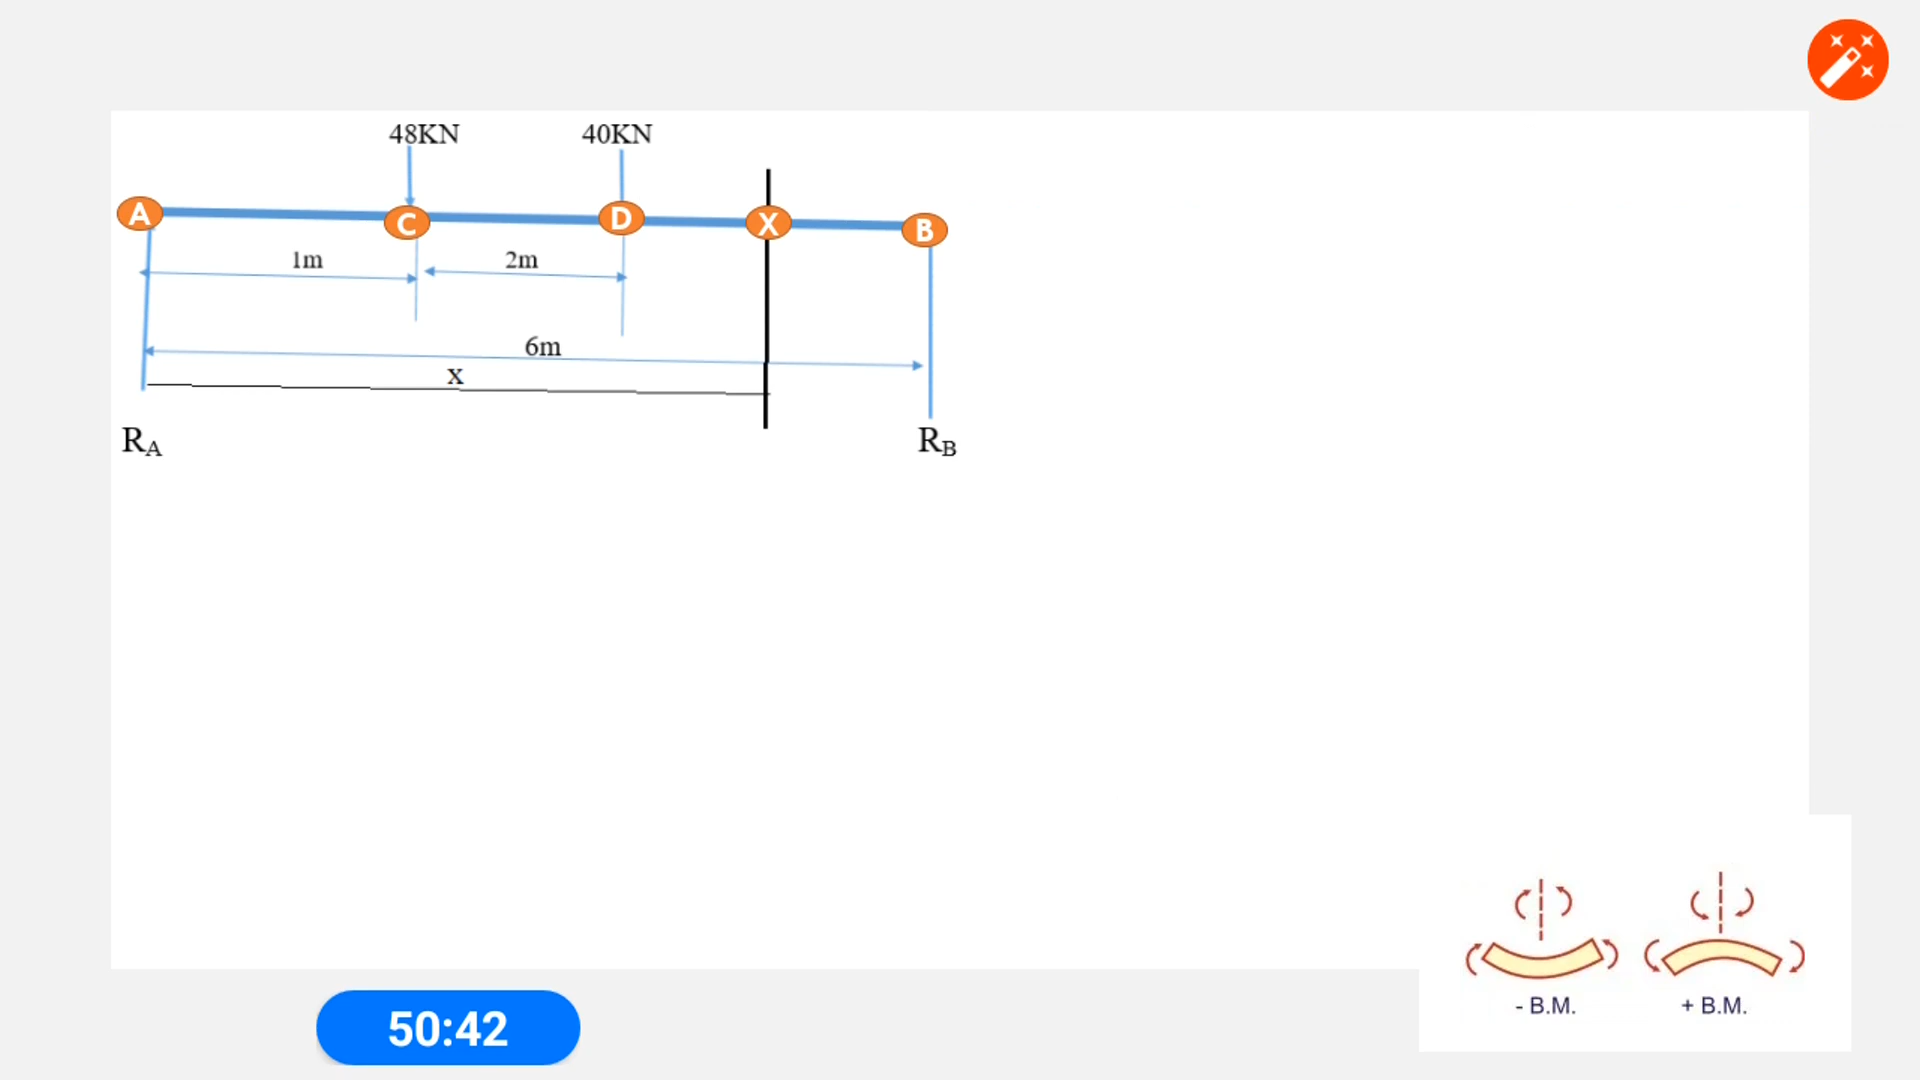 48KN 40KN
A C D X B
1m 2m
6m
X
RA RB
- B.M. + B.M.
50:42